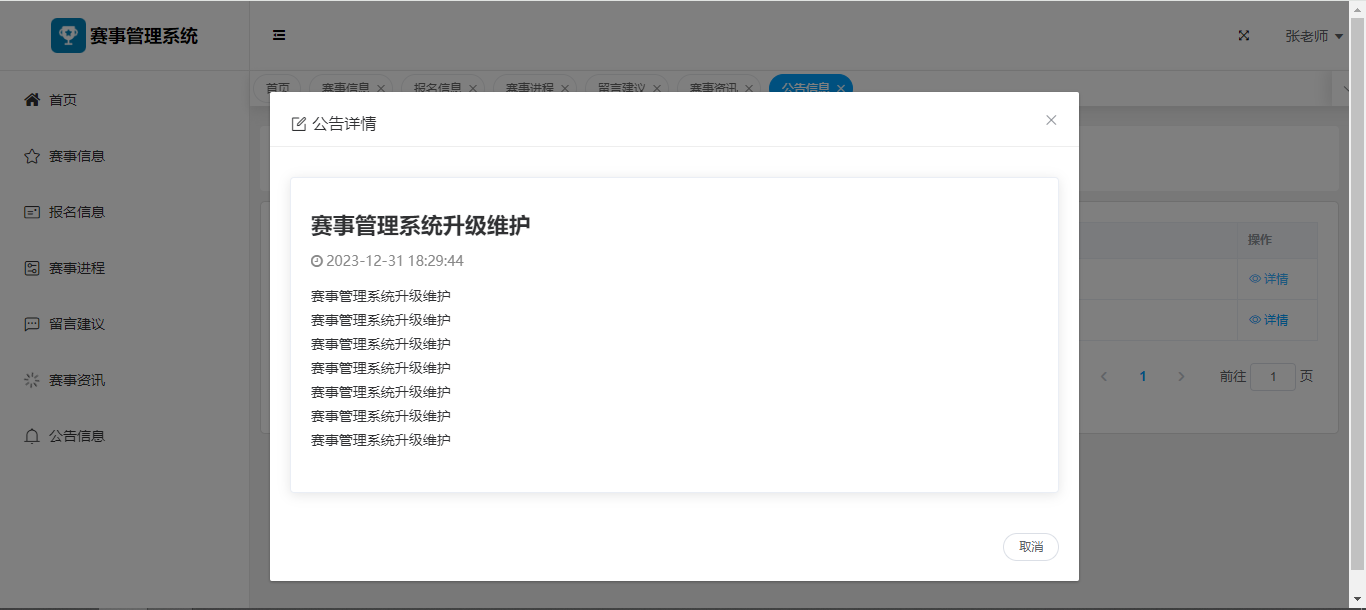 赛事管理系统
张老师
首页
赛事信息
报名信息
赛事进程
留言建议
赛事资讯
公告信息
首页
赛事信息
报名信息
赛事进程
留言建议
赛事资讯
公告信息
公告详情
赛事管理系统升级维护
2023-12-31 18:29:44
赛事管理系统升级维护
赛事管理系统升级维护
赛事管理系统升级维护
赛事管理系统升级维护
赛事管理系统升级维护
赛事管理系统升级维护
赛事管理系统升级维护
取消
操作
详情
详情
1
前往 1 页